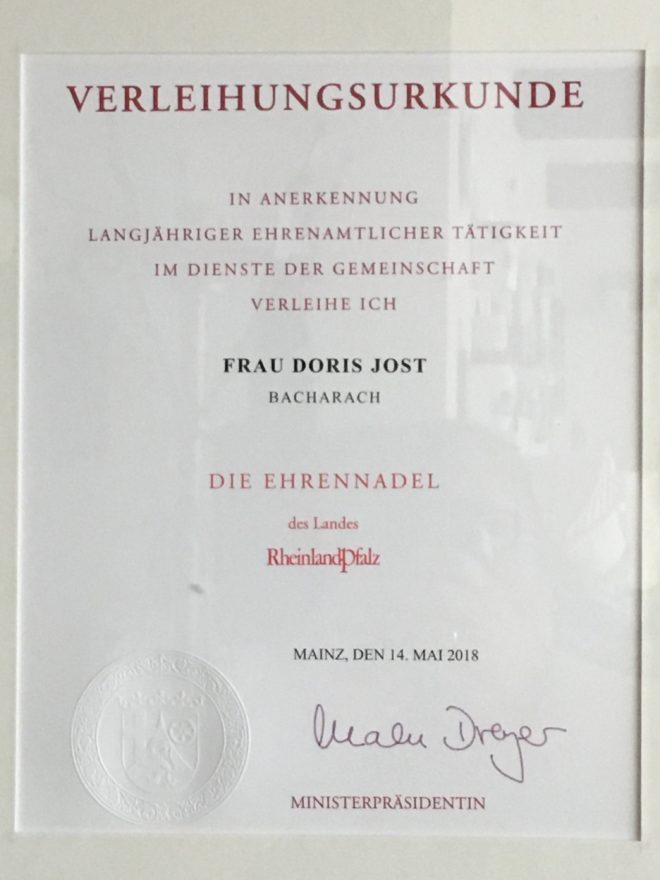 VERLEIHUNGSURKUNDE
IN ANERKENNUNG
LANGJÄHRIGER EHRENAMTLICHER TÄTIGKEIT
IM DIENSTE DER GEMEINSCHAFT
VERLEIHE ICH
FRAU DORIS JOST
BACHARACH
DIE EHRENNADEL
des Landes
RheinlandPfalz
MAINZ, DEN 14. MAI 2018
Malu Dreyer
MINISTERPRÄSIDENTIN